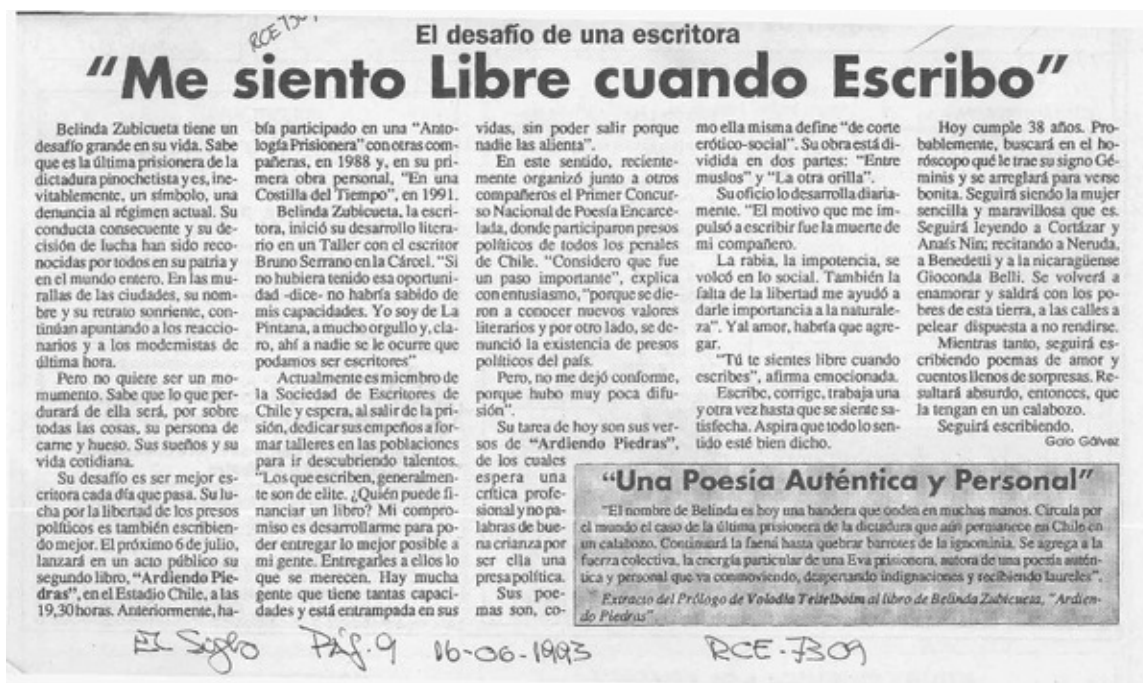 RCE 7309
El desafío de una escritora
"Me siento Libre cuando Escribo"
Belinda Zubicueta tiene un
desafío grande en su vida. Sabe
que es la última prisionera de la
dictadura pinochetista y es, ine-
vitablemente, un símbolo, una
denuncia al régimen actual. Su
conducta consecuente y su de-
cisión de lucha han sido reco-
nocidas por todos en su patria y
en el mundo entero. En las mu-
rallas de las ciudades, su nom-
bre y su retrato sonriente, con-
tinúan apuntando a los reaccio-
narios y a los modernistas de
última hora.
Pero no quiere ser un mo-
mumento. Sabe que lo que per-
durará de ella será, por sobre
todas las cosas, su persona de
carne y hueso. Sus sueños y su
vida cotidiana.
Su desafío es ser mejor es-
critora cada día que pasa. Su lu-
cha por la libertad de los presos
políticos es también escribien-
do mejor. El próximo 6 de julio,
lanzará en un acto público su
segundo libro, "Ardiendo Pie-
dras", en el Estadio Chile, a las
19,30 horas. Anteriormente, ha-
bía participado en una "Anto-
logía Prisionera" con otras com-
pañeras, en 1988 y, en su pri-
mera obra personal, "En una
Costilla del Tiempo", en 1991.
Belinda Zubicueta, la escri-
tora, inició su desarrollo litera-
rio en un Taller con el escritor
Bruno Serrano en la Cárcel. "Si
no hubiera tenido esa oportuni-
dad -dice- no habría sabido de
mis capacidades. Yo soy de La
Pintana, a mucho orgullo y, cla-
ro, ahí a nadie se le ocurre que
podamos ser escritores"
Actualmente es miembro de
la Sociedad de Escritores de
Chile y espera, al salir de la pri-
sión, dedicar sus empeños a for-
mar talleres en las poblaciones
para ir descubriendo talentos.
"Los que escriben, generalmen-
te son de elite. ¿Quién puede fi-
nanciar un libro? Mi compro-
miso es desarrollarme para po-
der entregar lo mejor posible a
mi gente. Entregarles a ellos lo
que se merecen. Hay mucha
gente que tiene tantas capaci-
dades y está entrampada en sus
vidas, sin poder salir porque
nadie las alienta".
En este sentido, reciente-
mente organizó junto a otros
compañeros el Primer Concur-
so Nacional de Poesía Encarce-
lada, donde participaron presos
políticos de todos los penales
de Chile. "Considero que fue
un paso importante", explica
con entusiasmo, "porque se die-
ron a conocer nuevos valores
literarios y por otro lado, se de-
nunció la existencia de presos
políticos del país.
Pero, no me dejó conforme,
porque hubo muy poca difu-
sión".
Su tarea de hoy son sus ver-
sos de "Ardiendo Piedras",
de los cuales
espera una
crítica profe-
sional y no pa-
labras de bue-
na crianza por
ser ella una
presa política.
Sus poe-
mas son, co-
mo ella misma define "de corte
erótico-social". Su obra está di-
vidida en dos partes: "Entre
muslos" y "La otra orilla".
Su oficio lo desarrolla diaria-
mente. "El motivo que me im-
pulsó a escribir fue la muerte de
mi compañero.
La rabia, la impotencia, se
volcó en lo social. También la
falta de la libertad me ayudó a
darle importancia a la naturale-
za". Y al amor, habría que agre-
gar.
"Tú te sientes libre cuando
escribes", afirma emocionada.
Escribe, corrige, trabaja una
y otra vez hasta que se siente sa-
tisfecha. Aspira que todo lo sen-
tido esté bien dicho.
Hoy cumple 38 años. Pro-
bablemente, buscará en el ho-
róscopo qué le trae su signo Gé-
minis y se arreglará para verse
bonita. Seguirá siendo la mujer
sencilla y maravillosa que es.
Seguirá leyendo a Cortázar y
Anaís Nin; recitando a Neruda,
a Benedetti y a la nicaragüense
Gioconda Belli. Se volverá a
enamorar y saldrá con los po-
bres de esta tierra, a las calles a
pelear dispuesta a no rendirse.
Mientras tanto, seguirá es-
cribiendo poemas de amor y
cuentos llenos de sorpresas. Re-
sultará absurdo, entonces, que
la tengan en un calabozo.
Seguirá escribiendo.
Galo Gálvez
"Una Poesía Auténtica y Personal"
"El nombre de Belinda es hoy una bandera que ondea en muchas manos. Circula por
el mundo el caso de la última prisionera de la dictadura que aún permanece en Chile en
un calabozo. Continuará la faena hasta quebrar barrotes de la ignominia. Se agrega a la
fuerza colectiva, la energía particular de una Eva prisionera, autora de una poesía autén-
tica y personal que va conmoviendo, despertando indignaciones y recibiendo laureles".
Extracto del Prólogo de Volodia Teitelboim al libro de Belinda Zubicueta, "Ardien-
do Piedras"
El Siglo Pág. 9 16-06-1993 RCE-7309